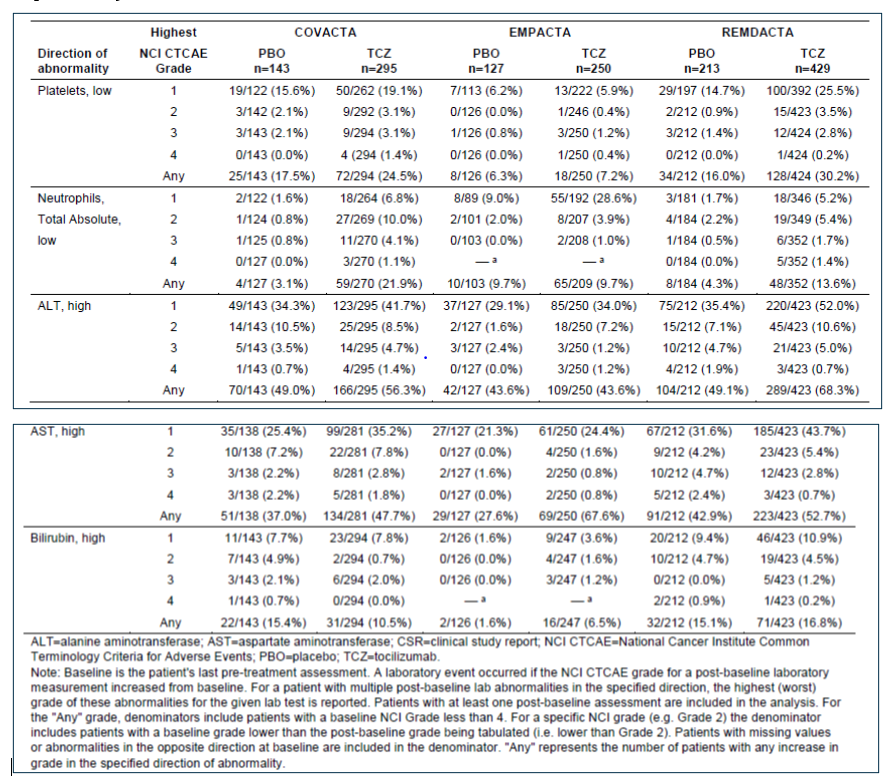 Highest COVACTA EMPACTA REMDACTA
Direction of NCI CTCAE PBO TCZ PBO TCZ PBO TCZ
abnormality Grade n=143 n=295 n=127 n=250 n=213 n=429
Platelets, low 1 19/122 (15.6%) 50/262 (19.1%) 7/113 (6.2%) 13/222 (5.9%) 29/197 (14.7%) 100/392 (25.5%)
2 3/142 (2.1%) 9/292 (3.1%) 0/126 (0.0%) 1/246 (0.4%) 2/212 (0.9%) 15/423 (3.5%)
3 3/143 (2.1%) 9/294 (3.1%) 1/126 (0.8%) 3/250 (1.2%) 3/212 (1.4%) 12/424 (2.8%)
4 0/143 (0.0%) 4 (294 (1.4%) 0/126 (0.0%) 1/250 (0.4%) 0/212 (0.0%) 1/424 (0.2%)
Any 25/143 (17.5%) 72/294 (24.5%) 8/126 (6.3%) 18/250 (7.2%) 34/212 (16.0%) 128/424 (30.2%)
Neutrophils, 1 2/122 (1.6%) 18/264 (6.8%) 8/89 (9.0%) 55/192 (28.6%) 3/181 (1.7%) 18/346 (5.2%)
Total Absolute, 2 1/124 (0.8%) 27/269 (10.0%) 2/101 (2.0%) 8/207 (3.9%) 4/184 (2.2%) 19/349 (5.4%)
low 3 1/125 (0.8%) 11/270 (4.1%) 0/103 (0.0%) 2/208 (1.0%) 1/184 (0.5%) 6/352 (1.7%)
4 0/127 (0.0%) 3/270 (1.1%) — a — a 0/184 (0.0%) 5/352 (1.4%)
Any 4/127 (3.1%) 59/270 (21.9%) 10/103 (9.7%) 65/209 (9.7%) 8/184 (4.3%) 48/352 (13.6%)
ALT, high 1 49/143 (34.3%) 123/295 (41.7%) 37/127 (29.1%) 85/250 (34.0%) 75/212 (35.4%) 220/423 (52.0%)
2 14/143 (10.5%) 25/295 (8.5%) 2/127 (1.6%) 18/250 (7.2%) 15/212 (7.1%) 45/423 (10.6%)
3 5/143 (3.5%) 14/295 (4.7%) 3/127 (2.4%) 3/250 (1.2%) 10/212 (4.7%) 21/423 (5.0%)
4 1/143 (0.7%) 4/295 (1.4%) 0/127 (0.0%) 3/250 (1.2%) 4/212 (1.9%) 3/423 (0.7%)
Any 70/143 (49.0%) 166/295 (56.3%) 42/127 (43.6%) 109/250 (43.6%) 104/212 (49.1%) 289/423 (68.3%)
AST, high 1 35/138 (25.4%) 99/281 (35.2%) 27/127 (21.3%) 61/250 (24.4%) 67/212 (31.6%) 185/423 (43.7%)
2 10/138 (7.2%) 22/281 (7.8%) 0/127 (0.0%) 4/250 (1.6%) 9/212 (4.2%) 23/423 (5.4%)
3 3/138 (2.2%) 8/281 (2.8%) 2/127 (1.6%) 2/250 (0.8%) 10/212 (4.7%) 12/423 (2.8%)
4 3/138 (2.2%) 5/281 (1.8%) 0/127 (0.0%) 2/250 (0.8%) 5/212 (2.4%) 3/423 (0.7%)
Any 51/138 (37.0%) 134/281 (47.7%) 29/127 (27.6%) 69/250 (67.6%) 91/212 (42.9%) 223/423 (52.7%)
Bilirubin, high 1 11/143 (7.7%) 23/294 (7.8%) 2/126 (1.6%) 9/247 (3.6%) 20/212 (9.4%) 46/423 (10.9%)
2 7/143 (4.9%) 2/294 (0.7%) 0/126 (0.0%) 4/247 (1.6%) 10/212 (4.7%) 19/423 (4.5%)
3 3/143 (2.1%) 6/294 (2.0%) 0/126 (0.0%) 3/247 (1.2%) 0/212 (0.0%) 5/423 (1.2%)
4 1/143 (0.7%) 0/294 (0.0%) — a — a 2/212 (0.9%) 1/423 (0.2%)
Any 22/143 (15.4%) 31/294 (10.5%) 2/126 (1.6%) 16/247 (6.5%) 32/212 (15.1%) 71/423 (16.8%)
ALT=alanine aminotransferase; AST=aspartate aminotransferase; CSR=clinical study report; NCI CTCAE=National Cancer Institute Common
Terminology Criteria for Adverse Events; PBO=placebo; TCZ=tocilizumab.
Note: Baseline is the patient's last pre-treatment assessment. A laboratory event occurred if the NCI CTCAE grade for a post-baseline laboratory
measurement increased from baseline. For a patient with multiple post-baseline lab abnormalities in the specified direction, the highest (worst)
grade of these abnormalities for the given lab test is reported. Patients with at least one post-baseline assessment are included in the analysis. For
the "Any" grade, denominators include patients with a baseline NCI Grade less than 4. For a specific NCI grade (e.g. Grade 2) the denominator
includes patients with a baseline grade lower than the post-baseline grade being tabulated (i.e. lower than Grade 2). Patients with missing values
or abnormalities in the opposite direction at baseline are included in the denominator. "Any" represents the number of patients with any increase in
grade in the specified direction of abnormality.